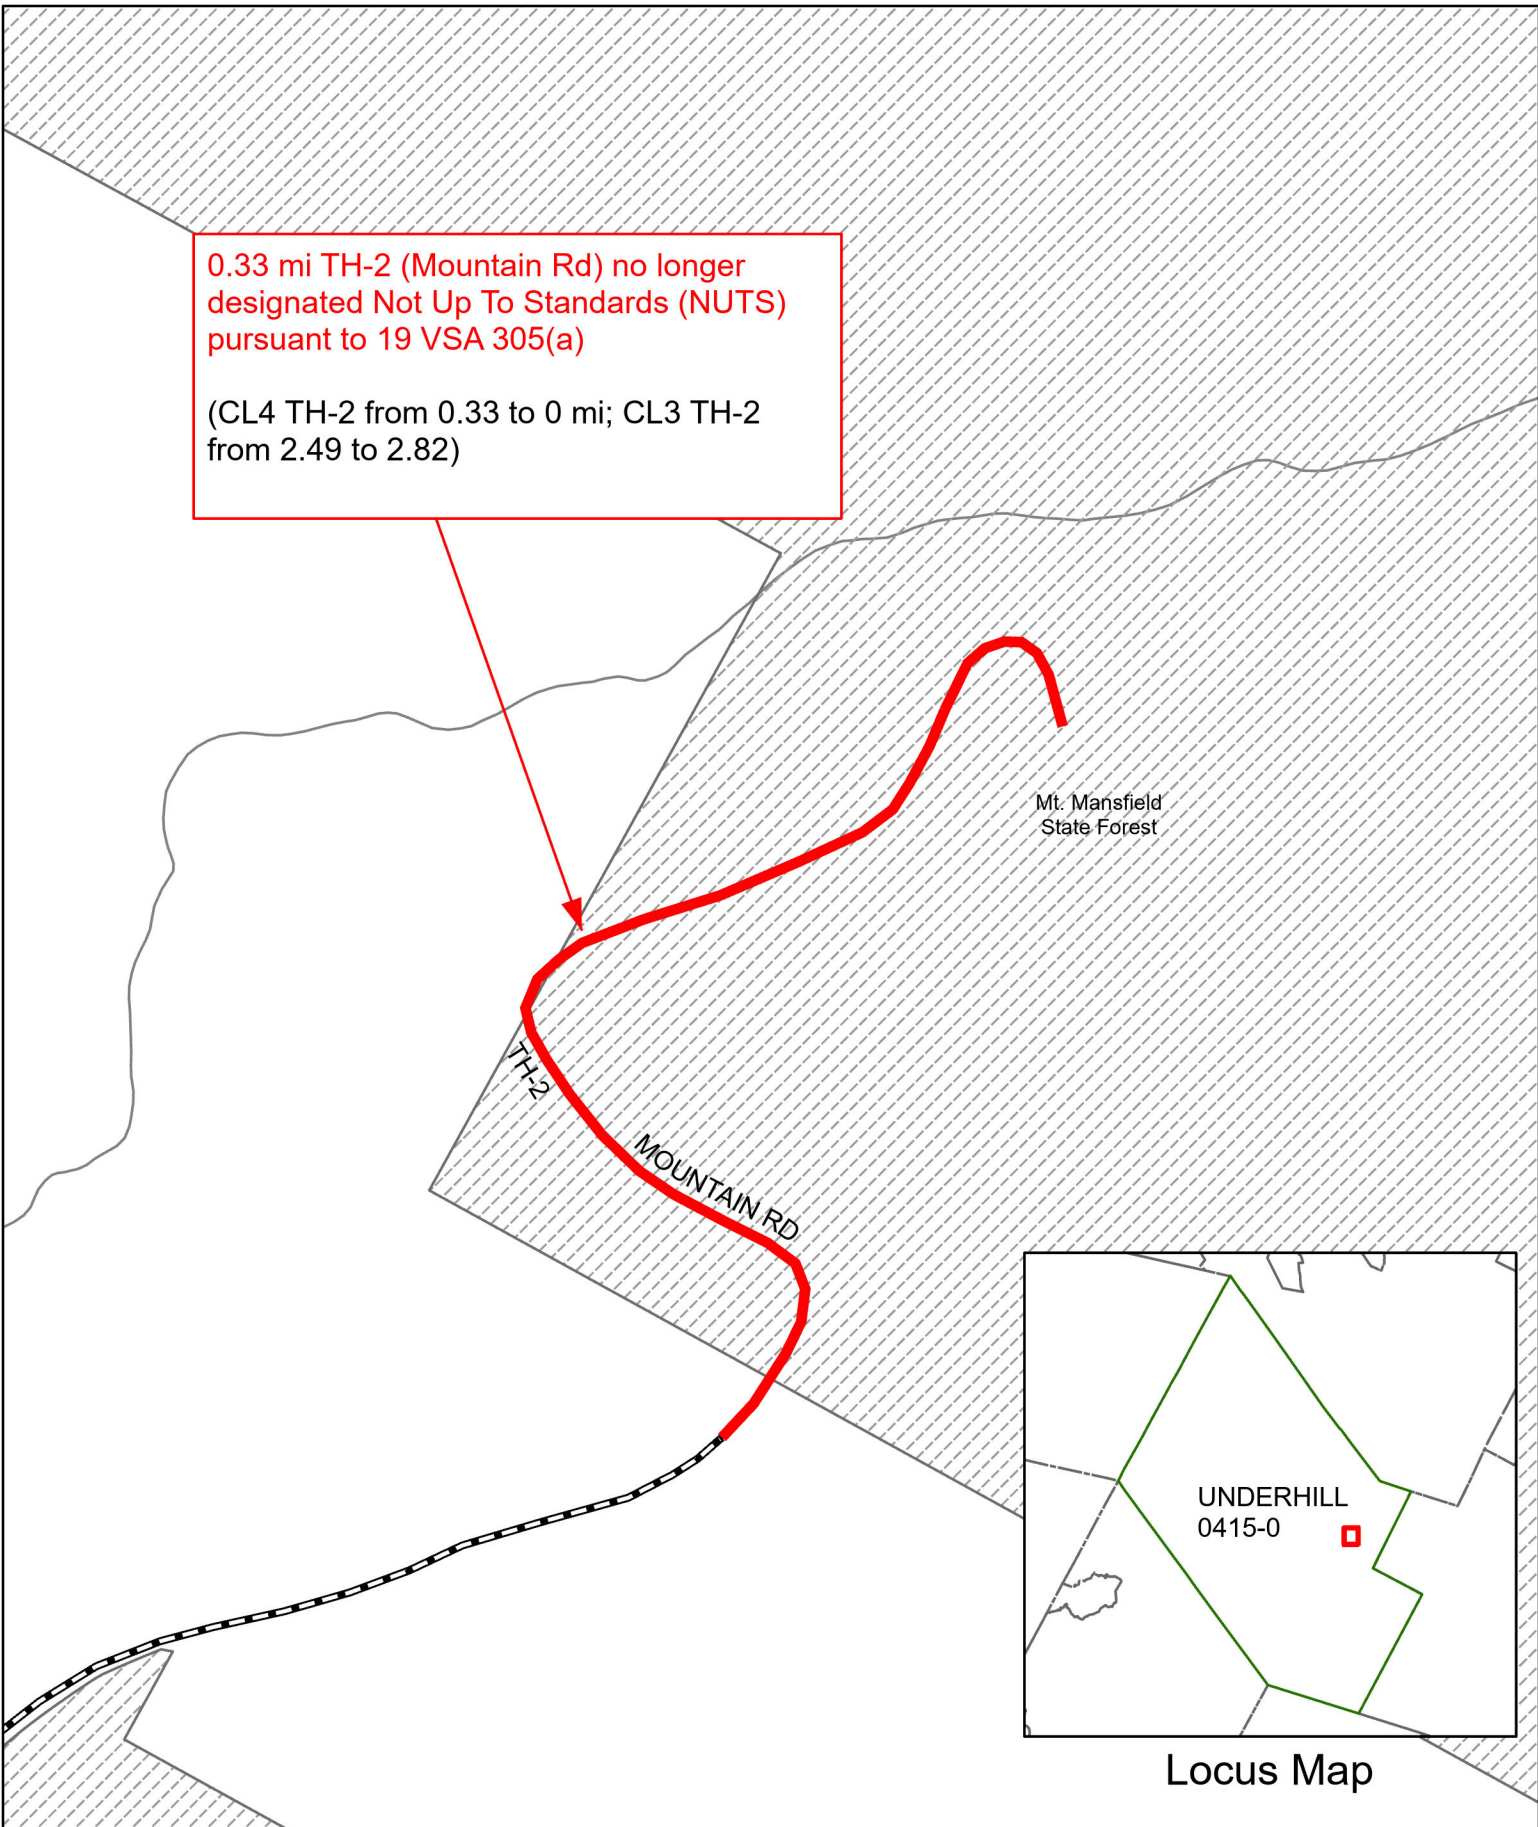 0.33 mi TH-2 (Mountain Rd) no longer
designated Not Up To Standards (NUTS)
pursuant to 19 VSA 305(a)
(CL4 TH-2 from 0.33 to 0 mi; CL3 TH-2
from 2.49 to 2.82)
Mt. Mansfield
State Forest
TH-2
MOUNTAIN RD
UNDERHILL
0415-0
Locus Map